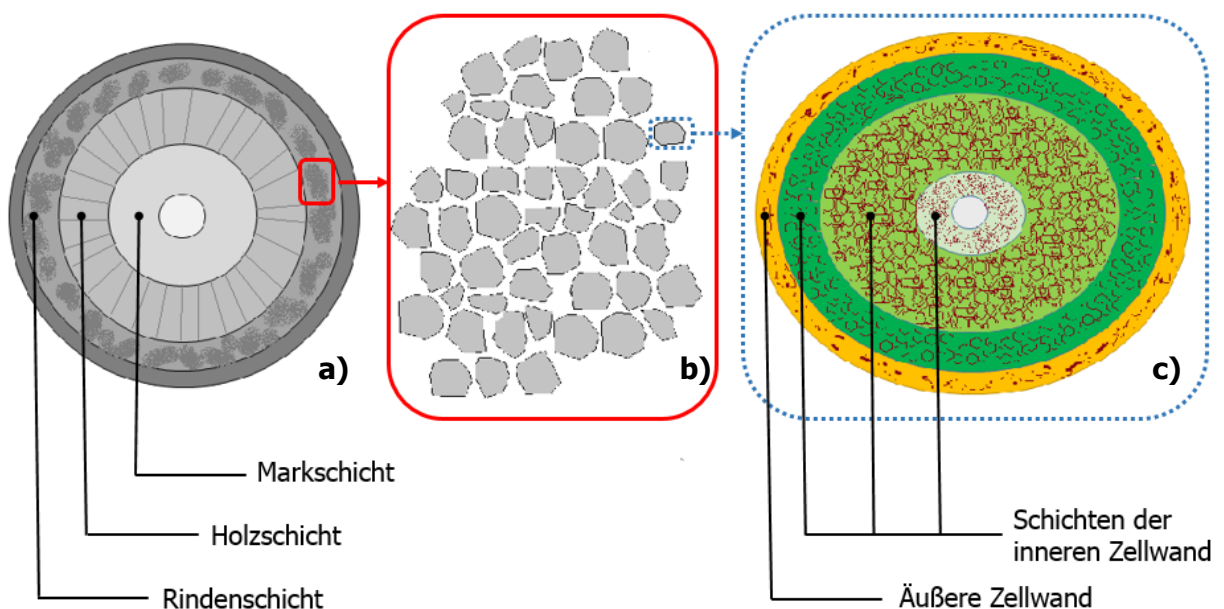 a)
b)
c)
Markschicht
Holzschicht
Rindenschicht
Schichten der
inneren Zellwand
Äußere Zellwand